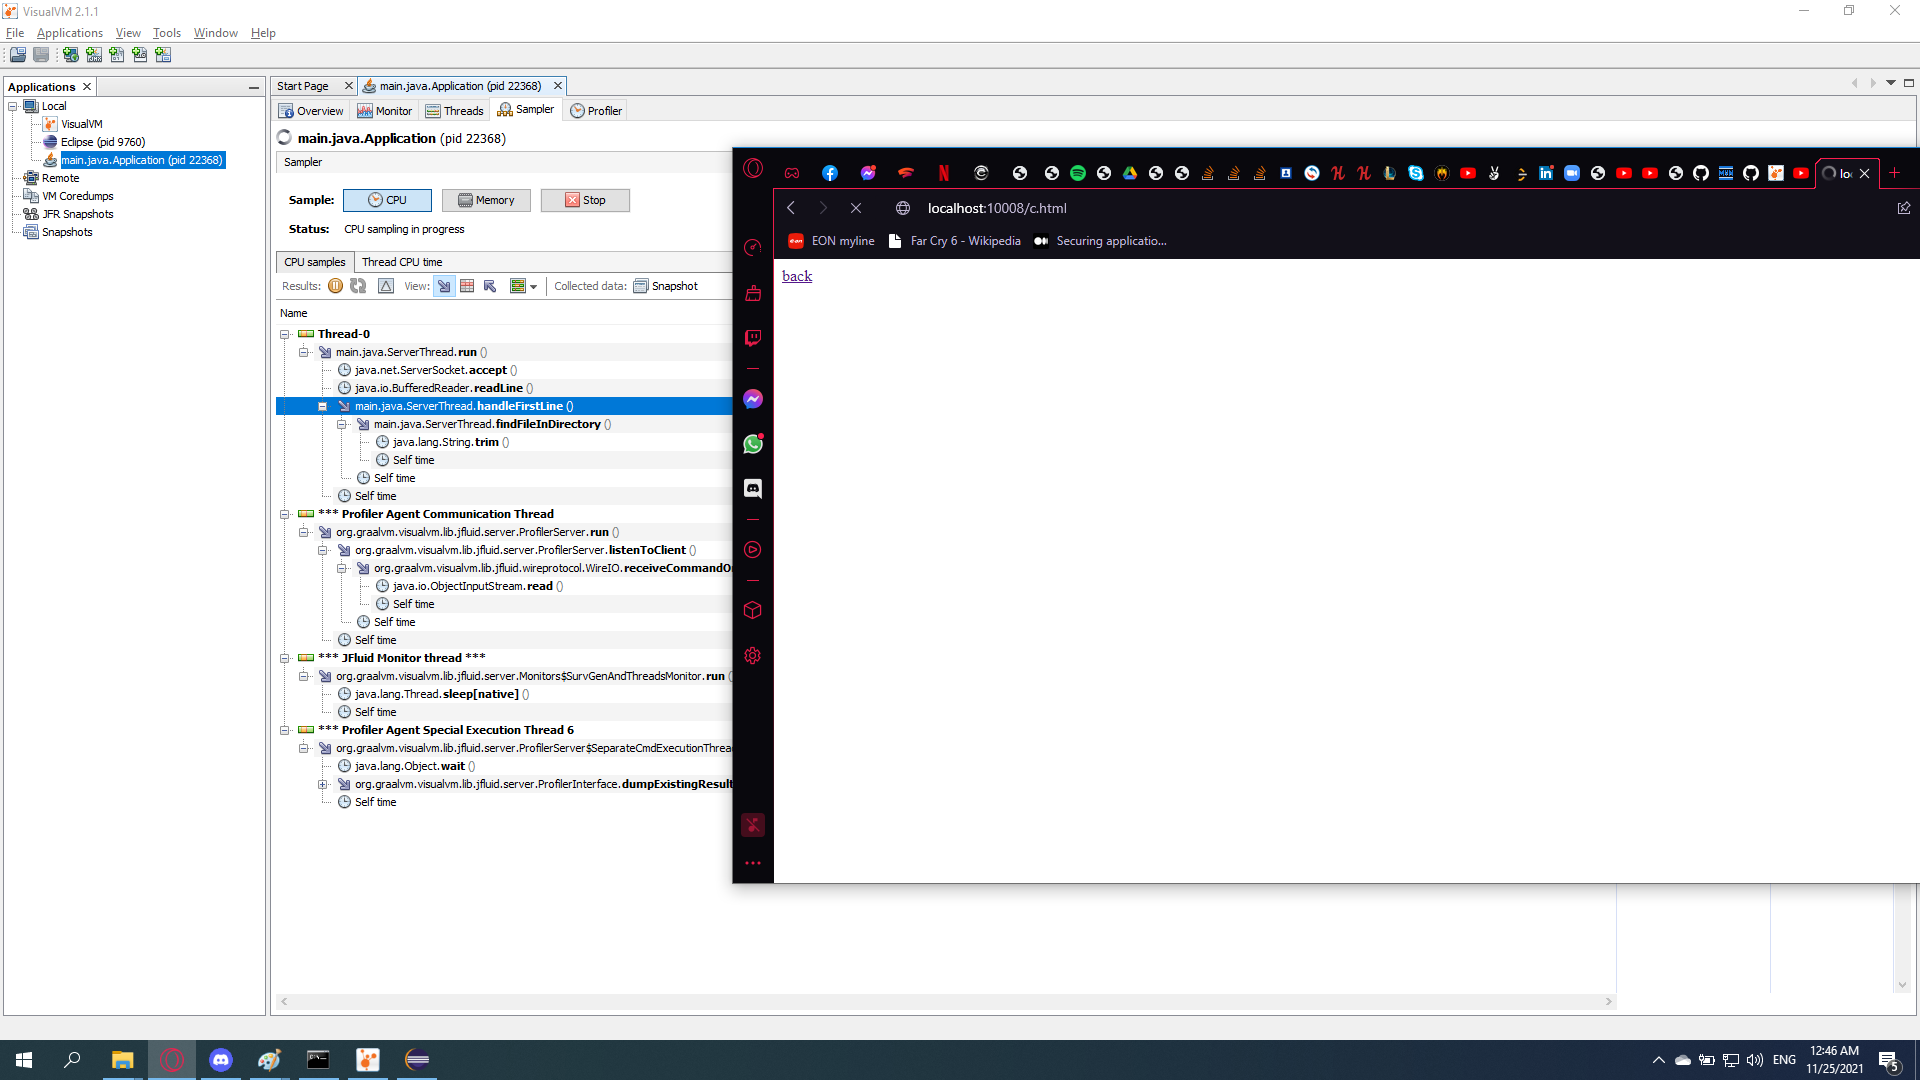 VisualVM 2.1.1
File Applications View Tools Window Help
Applications
Start Page
main.java.Application (pid 22368)
Local
VisualVM
Eclipse (pid 9760)
main.java.Application (pid 22368)
Remote
VM Coredumps
JFR Snapshots
Snapshots
Overview Monitor Threads Sampler Profiler
main.java.Application (pid 22368)
Sampler
Sample: CPU Memory Stop
Status: CPU sampling in progress
CPU samples Thread CPU time
Results: View: Collected data: Snapshot
Name
Thread-0
main.java.ServerThread.run ()
java.net.ServerSocket.accept ()
java.io.BufferedReader.readLine ()
main.java.ServerThread.handleFirstLine ()
main.java.ServerThread.findFileInDirectory ()
java.lang.String.trim ()
Self time
Self time
Self time
*** Profiler Agent Communication Thread
org.graalvm.visualvm.lib.jfluid.server.ProfilerServer.run ()
org.graalvm.visualvm.lib.jfluid.server.ProfilerServer.listenToClient ()
org.graalvm.visualvm.lib.jfluid.wireprotocol.WireIO.receiveCommandO
java.io.ObjectInputStream.read ()
Self time
Self time
Self time
*** JFluid Monitor thread ***
org.graalvm.visualvm.lib.jfluid.server.Monitors$SurvGenAndThreadsMonitor.run ()
java.lang.Thread.sleep[native] ()
Self time
*** Profiler Agent Special Execution Thread 6
org.graalvm.visualvm.lib.jfluid.server.ProfilerServer$SeparateCmdExecutionThrea
java.lang.Object.wait ()
org.graalvm.visualvm.lib.jfluid.server.ProfilerInterface.dumpExistingResult
Self time
loc
localhost:10008/c.html
EON myline
Far Cry 6 - Wikipedia
Securing applicatio...
back
ENG
12:46 AM
11/25/2021
5